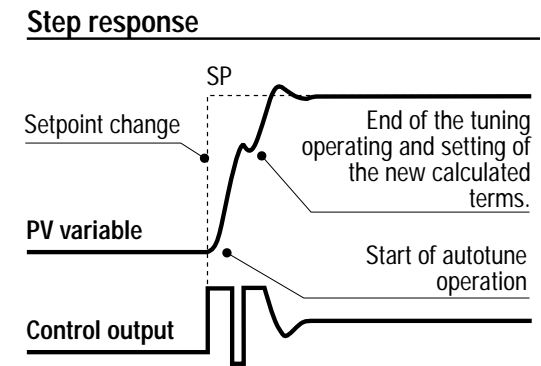 Step response
SP
Setpoint change
End of the tuning
operating and setting of
the new calculated
terms.
PV variable
Start of autotune
operation
Control output